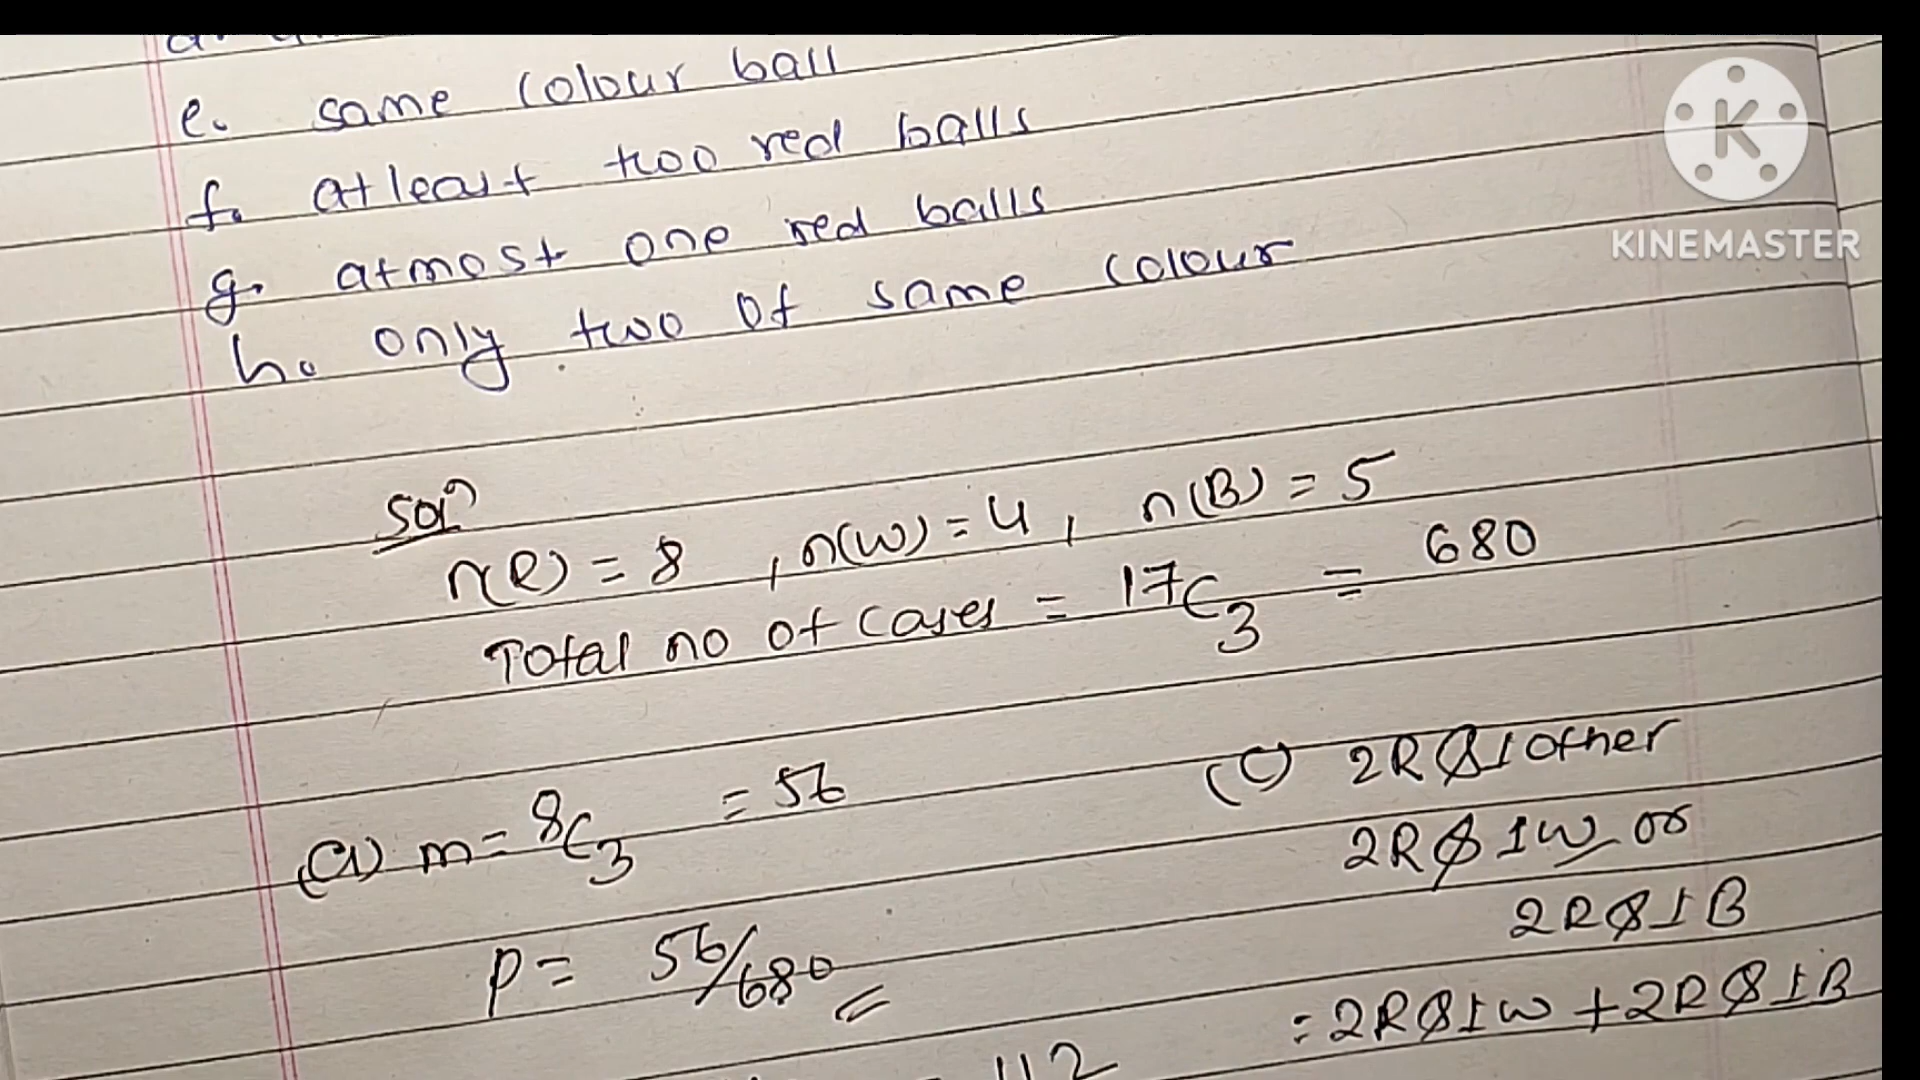 e. same colour ball
f. atleast two red balls
g. atmost one red balls
h. only two of same colour
K
KINEMASTER
Solⁿ
n(R) = 8 , n(W) = 4 , n(B) = 5
Total no of cases = 17C3 = 680
(a) m = 8C3 = 56
P = 56/680
(C) 2R & 1 other
2R & 1W or
2R & 1B
= 2R & 1W + 2R & 1B
= 112